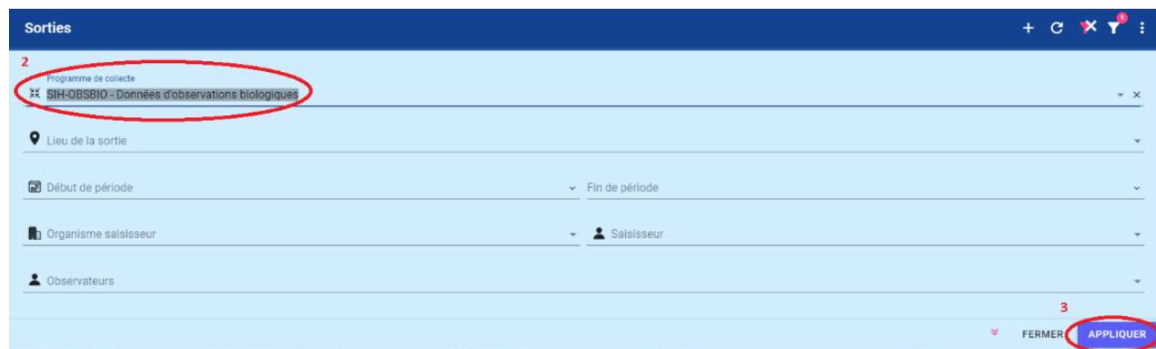 Sorties
1
2
Programme de collecte
SIH-OBSBIO - Données d'observations biologiques
Lieu de la sortie
Début de période
Fin de période
Organisme saisisseur
Saisisseur
Observateurs
3
FERMER
APPLIQUER